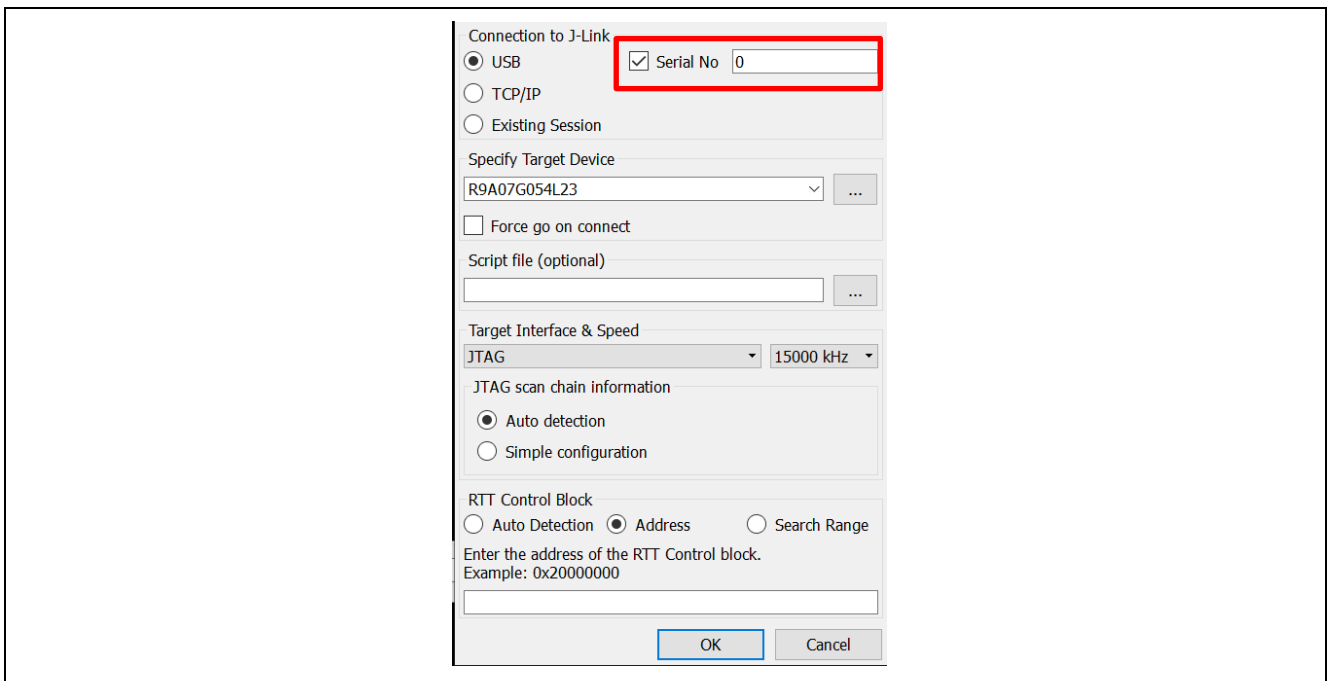 Connection to J-Link
USB Serial No 0
TCP/IP
Existing Session
Specify Target Device
R9A07G054L23 ...
Force go on connect
Script file (optional)
...
Target Interface & Speed
JTAG 15000 kHz
JTAG scan chain information
Auto detection
Simple configuration
RTT Control Block
Auto Detection Address Search Range
Enter the address of the RTT Control block.
Example: 0x20000000
OK Cancel